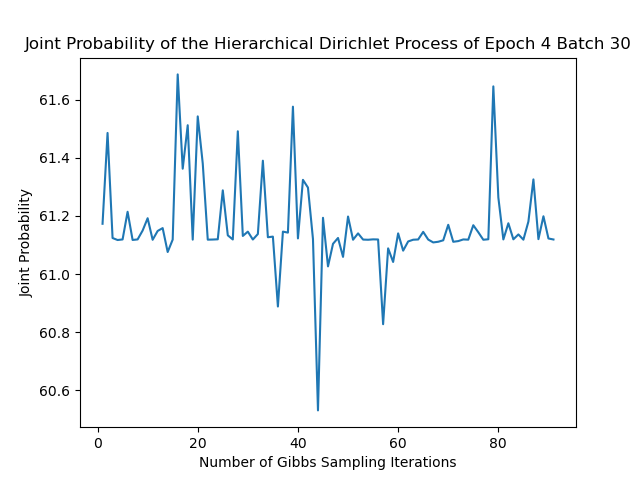 Joint Probability of the Hierarchical Dirichlet Process of Epoch 4 Batch 30
61.6
61.4
61.2
61.0
60.8
60.6
Joint Probability
0 20 40 60 80
Number of Gibbs Sampling Iterations